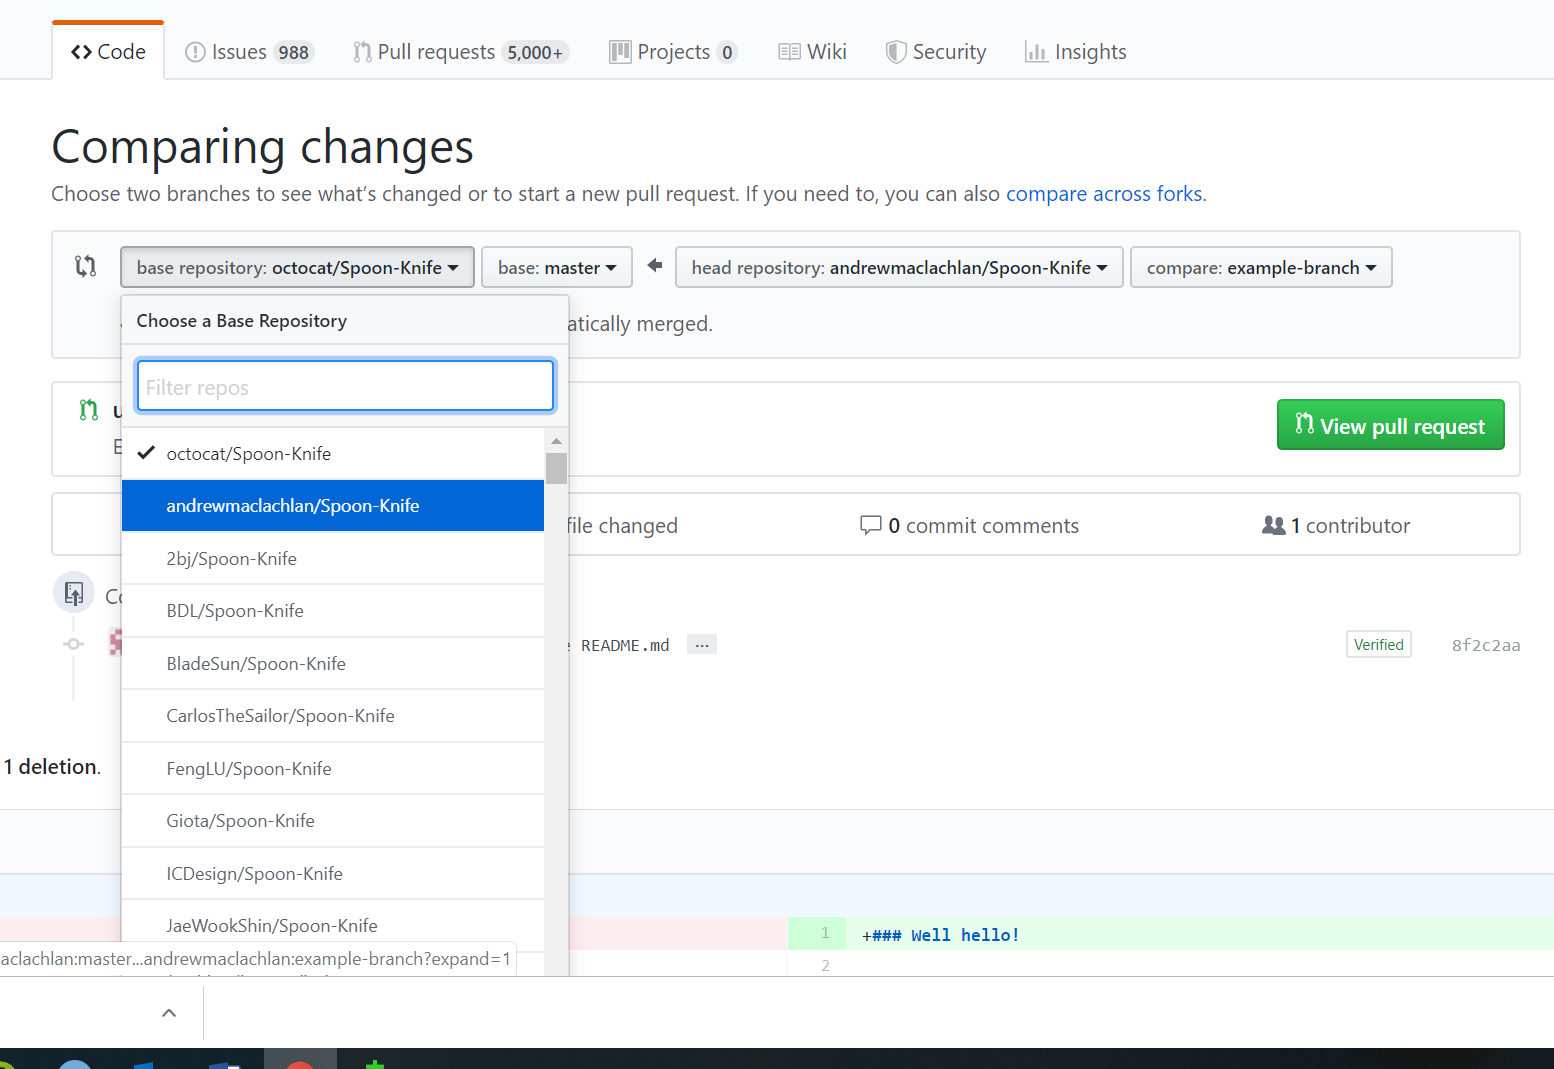 Code Issues 988 Pull requests 5,000+ Projects 0 Wiki Security Insights
Comparing changes
Choose two branches to see what's changed or to start a new pull request. If you need to, you can also compare across forks.
base repository: octocat/Spoon-Knife base: master head repository: andrewmaclachlan/Spoon-Knife compare: example-branch
Choose a Base Repository
atically merged.
Filter repos
View pull request
octocat/Spoon-Knife
andrewmaclachlan/Spoon-Knife
file changed 0 commit comments 1 contributor
2bj/Spoon-Knife
BDL/Spoon-Knife
README.md ... Verified 8f2c2aa
BladeSun/Spoon-Knife
CarlosTheSailor/Spoon-Knife
1 deletion.
FengLU/Spoon-Knife
Giota/Spoon-Knife
ICDesign/Spoon-Knife
JaeWookShin/Spoon-Knife
1 +### Well hello!
aclachlan:master...andrewmaclachlan:example-branch?expand=1
2